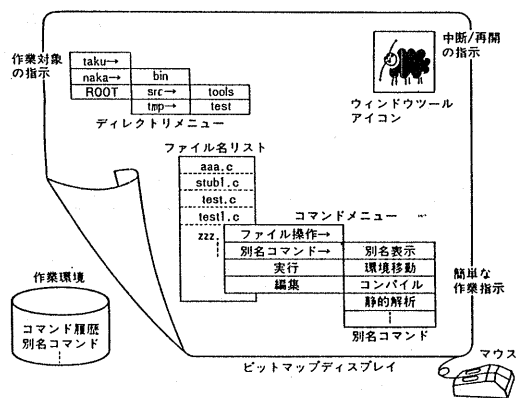 作業対象
の指示
taku→
naka→
bin
ROOT
src→
tools
tmp→
test
ディレクトリメニュー
中断/再開
の指示
ウィンドウツール
アイコン
ファイル名リスト
aaa.c
stub1.c
test.c
test1.c
zzz.
コマンドメニュー
ファイル操作→
別名コマンド→
別名表示
実行
環境移動
編集
コンパイル
静的解析
別名コマンド
簡単な
作業指示
作業環境
コマンド履歴
別名コマンド
ビットマップディスプレイ
マウス